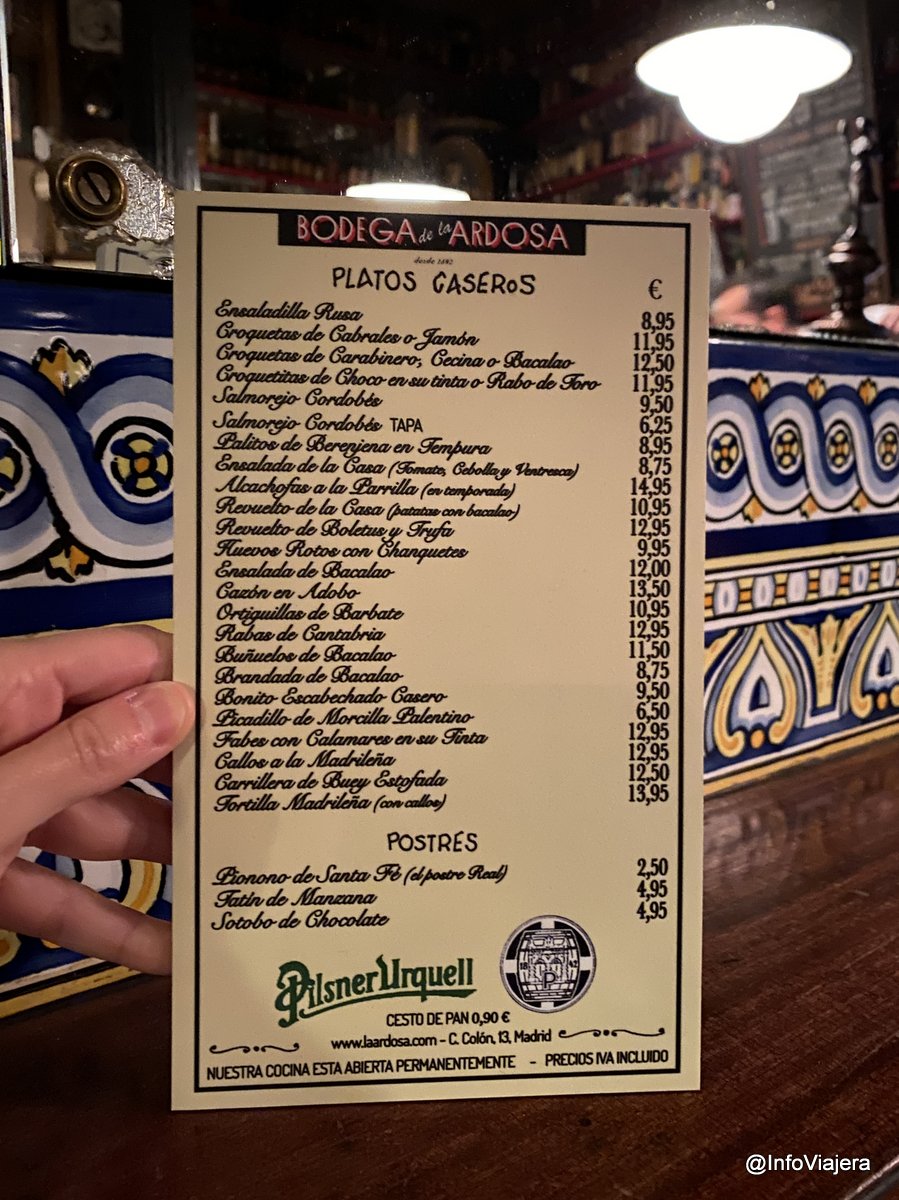 BODEGA de la ARDOSA
desde 1892
PLATOS CASEROS €
Ensaladilla Rusa 8,95
Croquetas de Cabrales o Jamón 11,95
Croquetas de Carabinero, Cecina o Bacalao 12,50
Croquetitas de Choco en su tinta o Rabo de Toro 11,95
Salmorejo Cordobés 9,50
Salmorejo Cordobés TAPA 6,25
Palitos de Berenjena en Tempura 8,95
Ensalada de la Casa (Tomate, Cebolla y Ventresca) 8,75
Alcachofas a la Parrilla (en temporada) 14,95
Revuelto de la Casa (patatas con bacalao) 10,95
Revuelto de Boletus y Trufa 12,95
Huevos Rotos con Chanquetes 9,95
Ensalada de Bacalao 12,00
Cazón en Adobo 13,50
Ortiguillas de Barbate 10,95
Rabas de Cantabria 12,95
Buñuelos de Bacalao 11,50
Brandada de Bacalao 8,75
Bonito Escabechado Casero 9,50
Picadillo de Morcilla Palentino 6,50
Fabes con Calamares en su Tinta 12,95
Callos a la Madrileña 12,95
Carrillera de Buey Estofada 12,50
Tortilla Madrileña (con callos) 13,95
POSTRES
Pionono de Santa Fé (el postre Real) 2,50
Tatín de Manzana 4,95
Sotobo de Chocolate 4,95
Pilsner Urquell
18 P 42
CESTO DE PAN 0,90 €
www.laardosa.com - C. Colón, 13, Madrid
NUESTRA COCINA ESTA ABIERTA PERMANENTEMENTE - PRECIOS IVA INCLUIDO
@InfoViajera